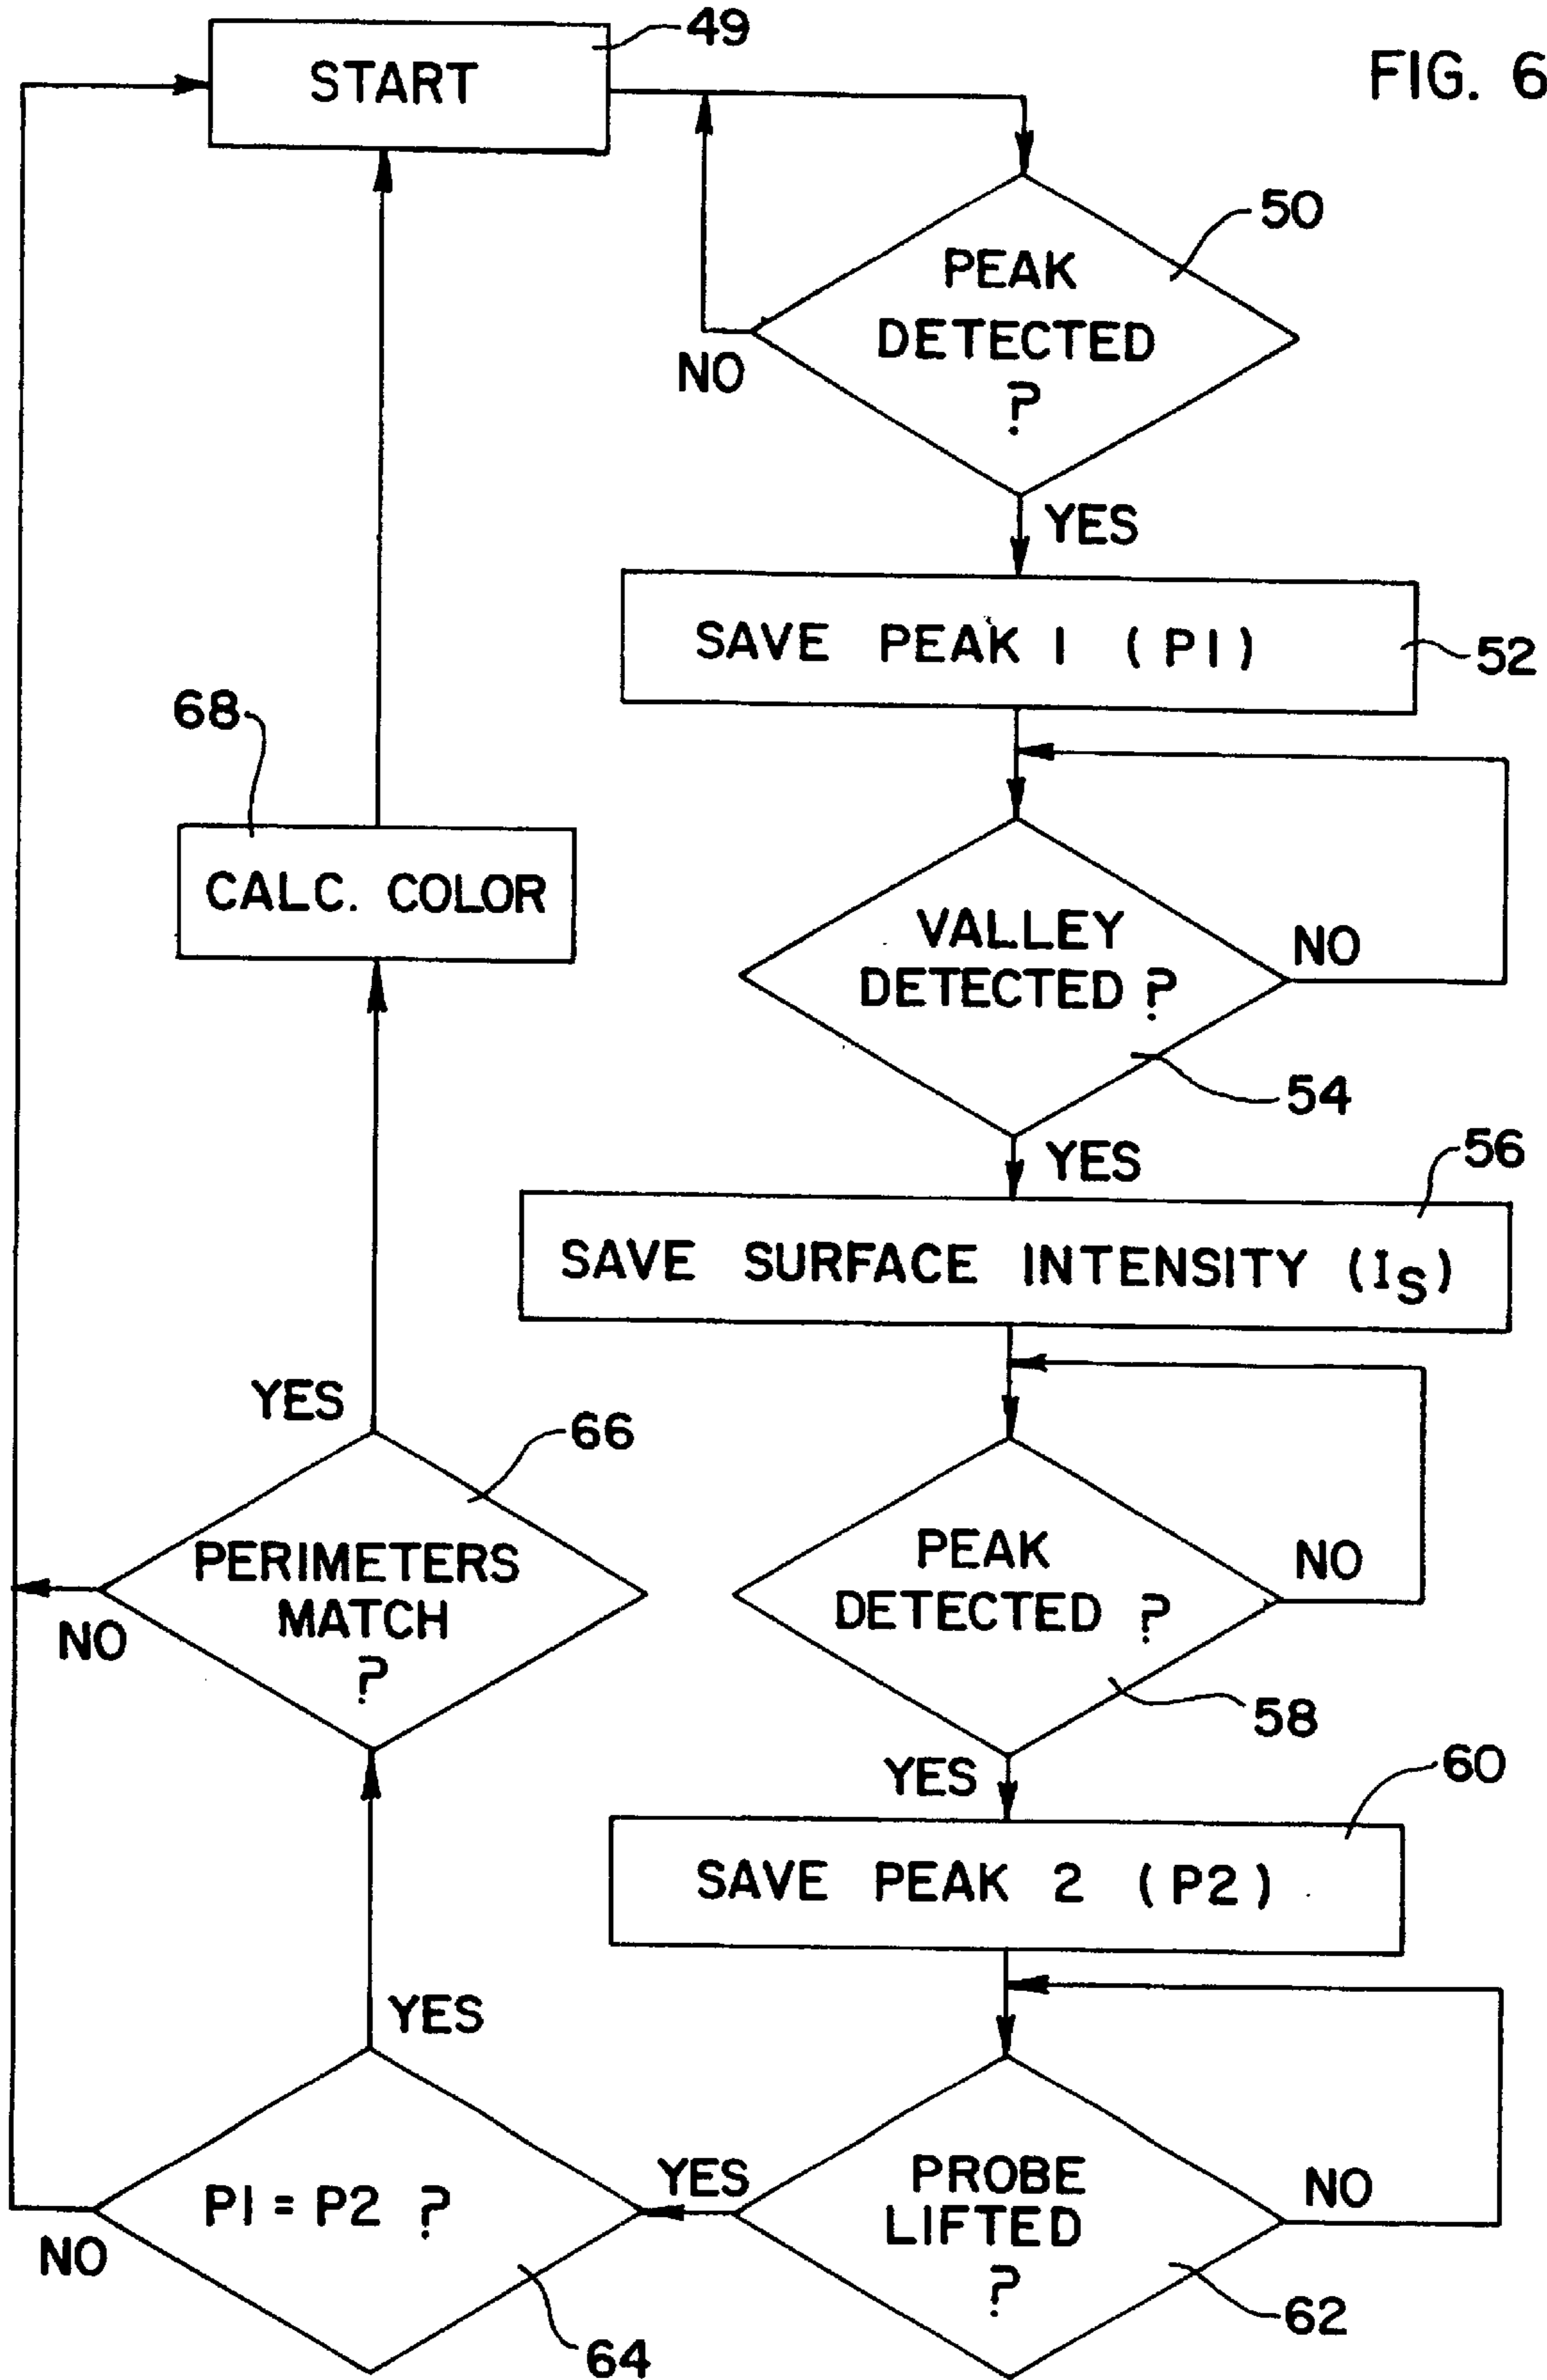 FIG. 6
49
START
50
PEAK
DETECTED
?
NO
YES
SAVE PEAK 1 (P1)
52
VALLEY
DETECTED ?
NO
54
YES
56
SAVE SURFACE INTENSITY (IS)
PEAK
DETECTED ?
NO
58
YES
60
SAVE PEAK 2 (P2)
PROBE
LIFTED
?
NO
62
YES
P1 = P2 ?
NO
64
YES
66
PERIMETERS
MATCH
?
NO
YES
68
CALC. COLOR